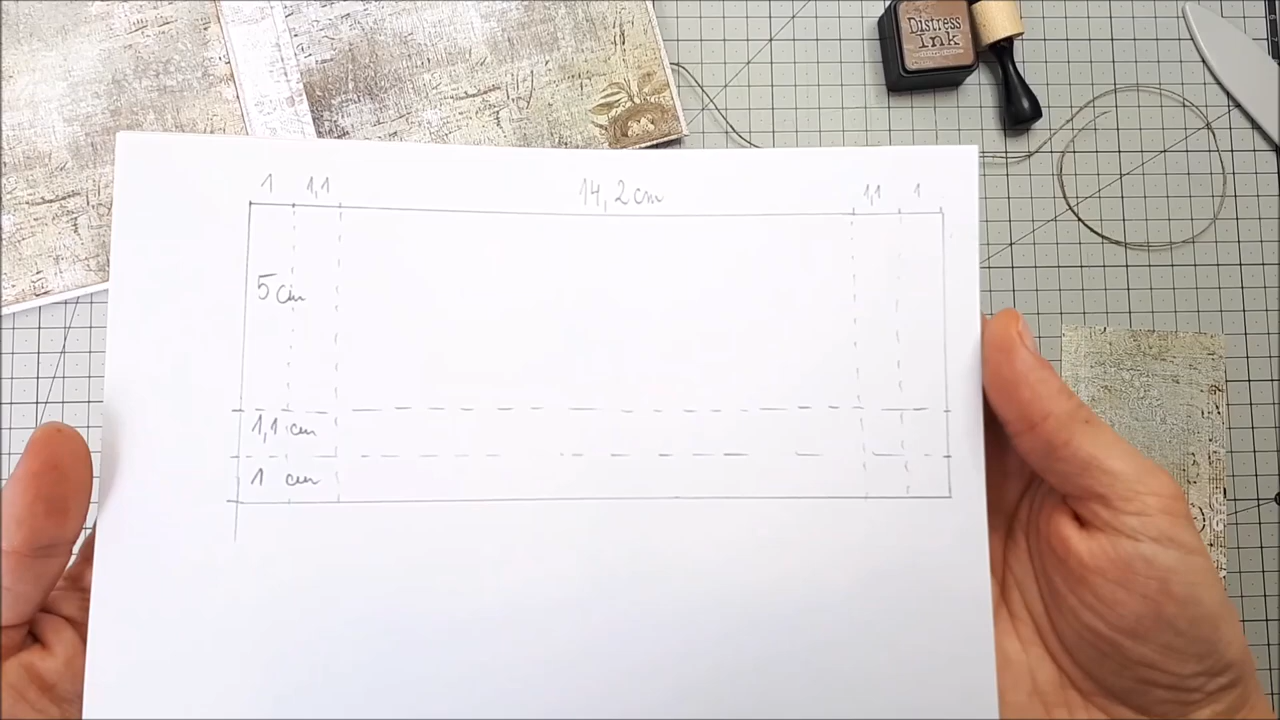 Distress
Ink
1 1,1 14,2 cm 1,1 1
5 cm
1,1 cm
1 cm